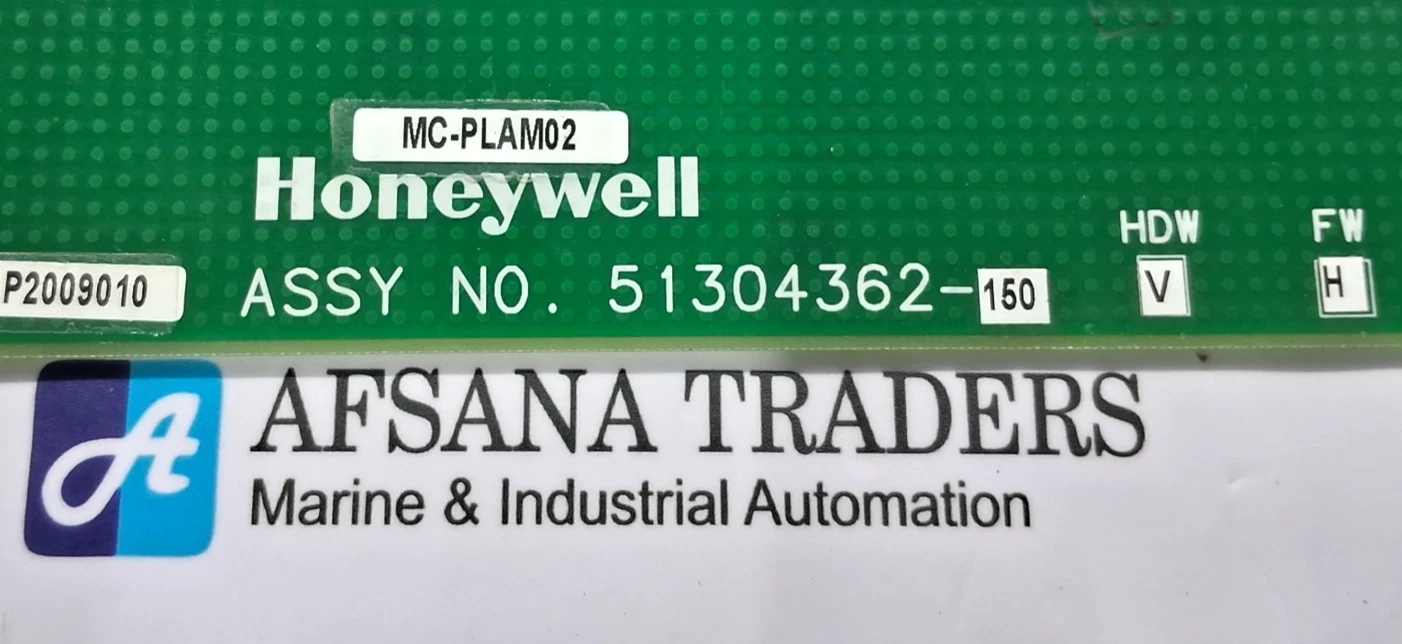 MC-PLAM02
Honeywell
HDW FW
P2009010 ASSY NO. 51304362-150 V H
AFSANA TRADERS
Marine & Industrial Automation